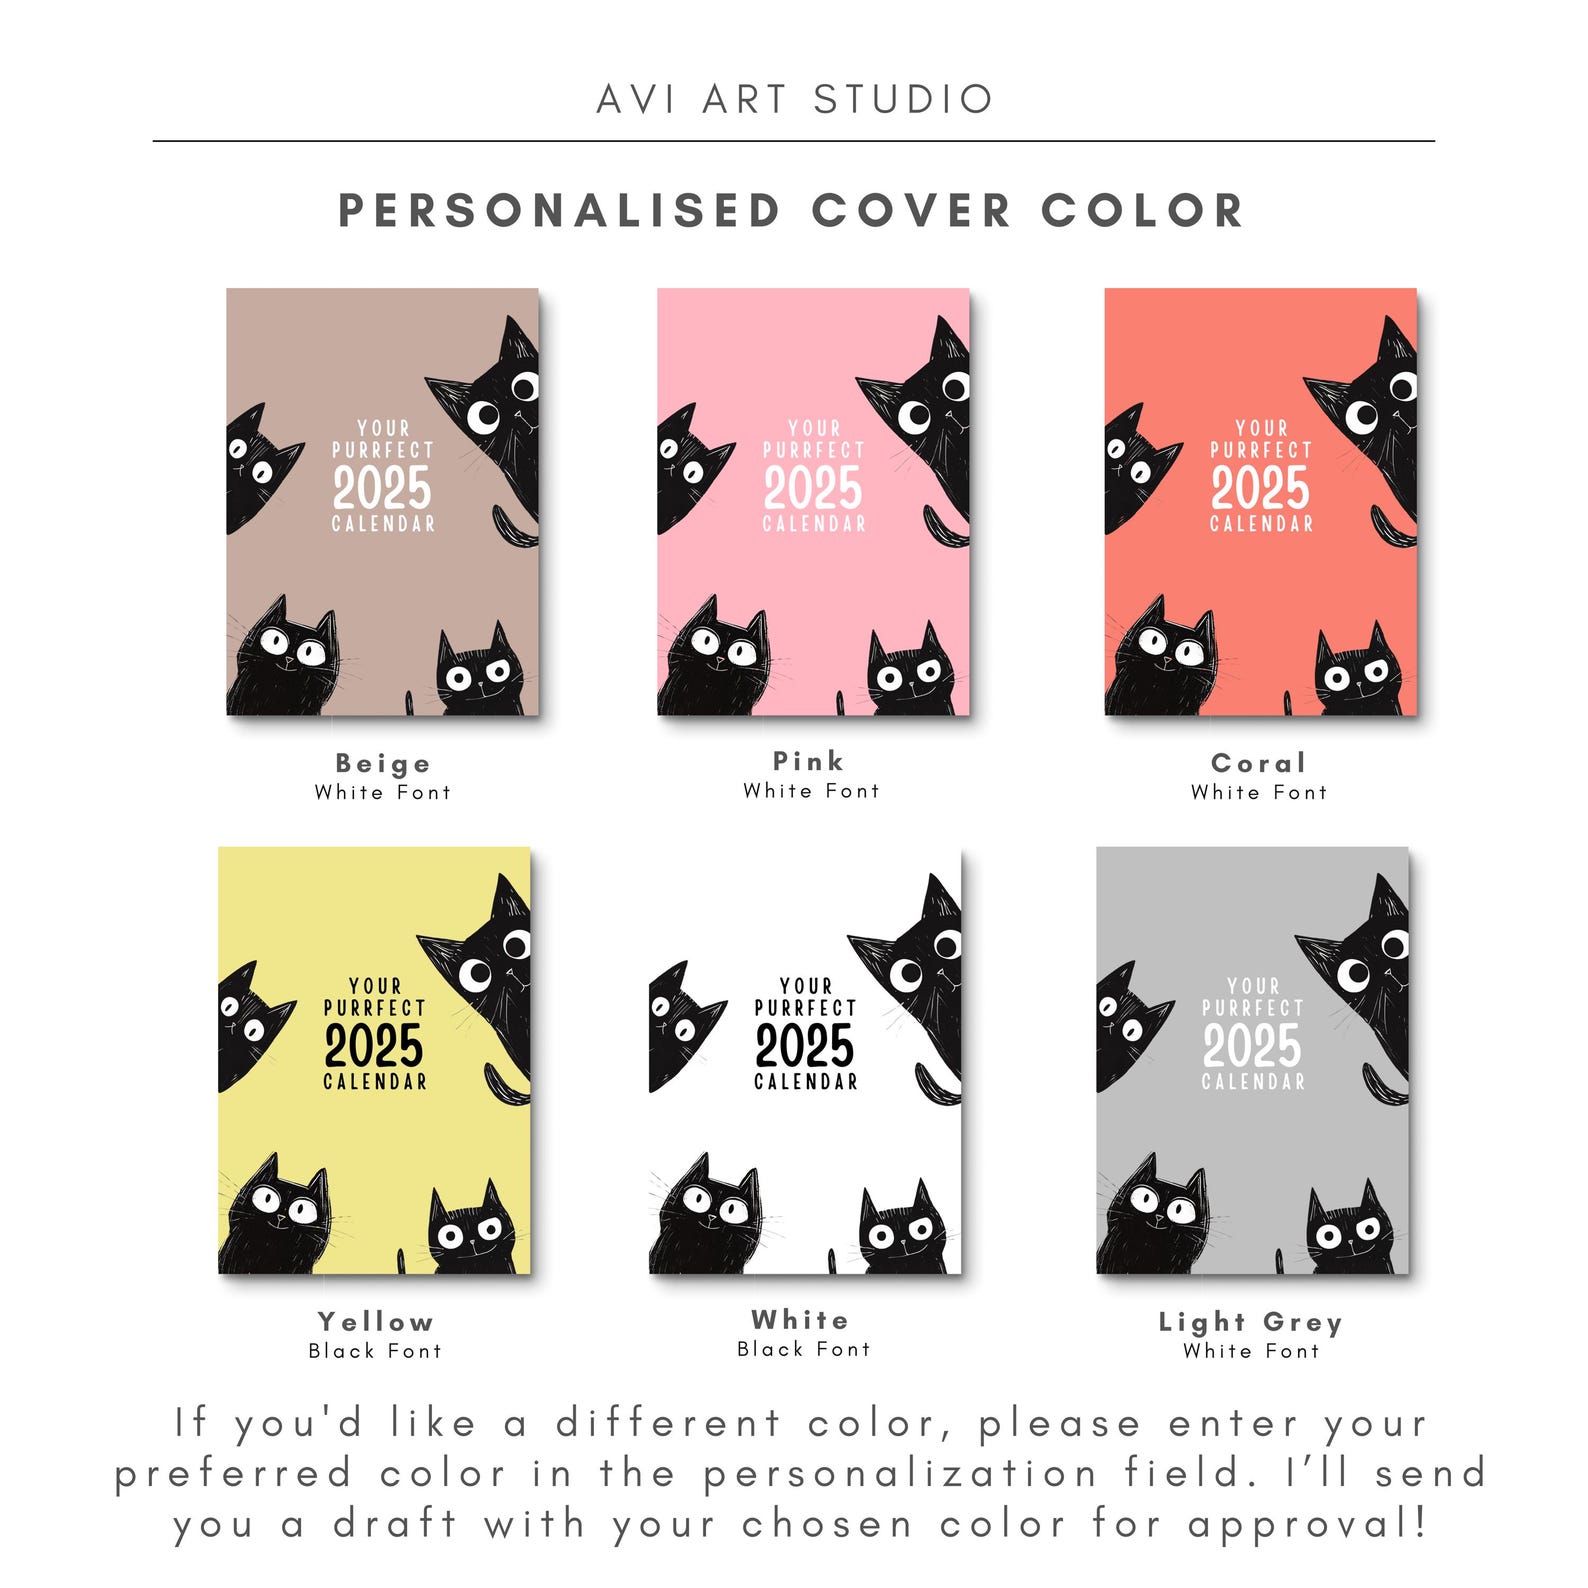 AVI ART STUDIO
PERSONALISED COVER COLOR
YOUR
PURRFECT
2025
CALENDAR
Beige
White Font
YOUR
PURRFECT
2025
CALENDAR
Pink
White Font
YOUR
PURRFECT
2025
CALENDAR
Coral
White Font
YOUR
PURRFECT
2025
CALENDAR
Yellow
Black Font
YOUR
PURRFECT
2025
CALENDAR
White
Black Font
YOUR
PURRFECT
2025
CALENDAR
Light Grey
White Font
If you'd like a different color, please enter your
preferred color in the personalization field. I’ll send
you a draft with your chosen color for approval!